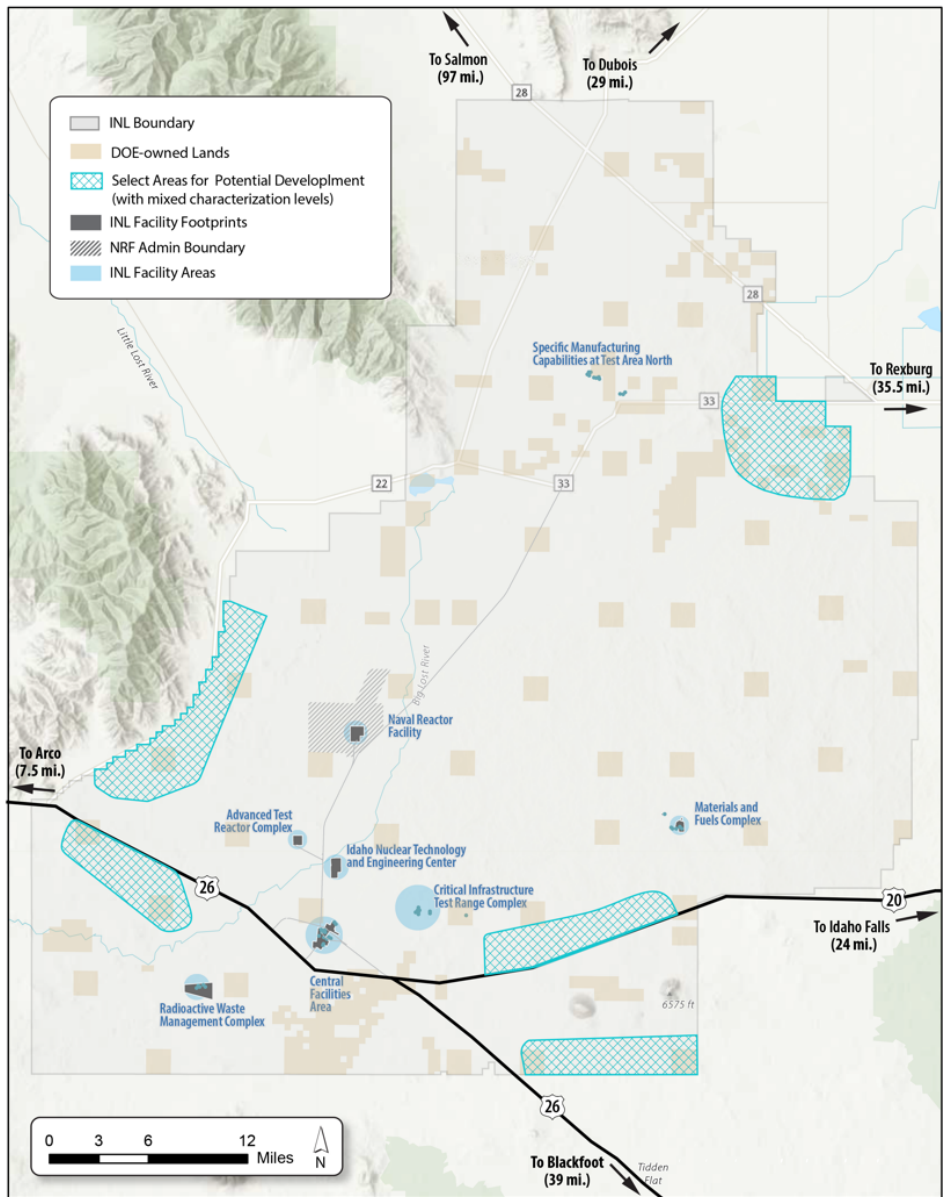 To Salmon
(97 mi.)
To Dubois
(29 mi.)
28
INL Boundary
DOE-owned Lands
Select Areas for Potential Developlment
(with mixed characterization levels)
INL Facility Footprints
NRF Admin Boundary
INL Facility Areas
28
Little Lost River
Specific Manufacturing
Capabilities at Test Area North
To Rexburg
(35.5 mi.)
33
22
33
Big Lost River
Naval Reactor
Facility
To Arco
(7.5 mi.)
Advanced Test
Reactor Complex
Materials and
Fuels Complex
Idaho Nuclear Technology
and Engineering Center
26
Critical Infrastructure
Test Range Complex
20
To Idaho Falls
(24 mi.)
Central
Facilities
Area
Radioactive Waste
Management Complex
6575 ft
26
0 3 6 12
Miles
N
To Blackfoot
(39 mi.)
Tidden
Flat